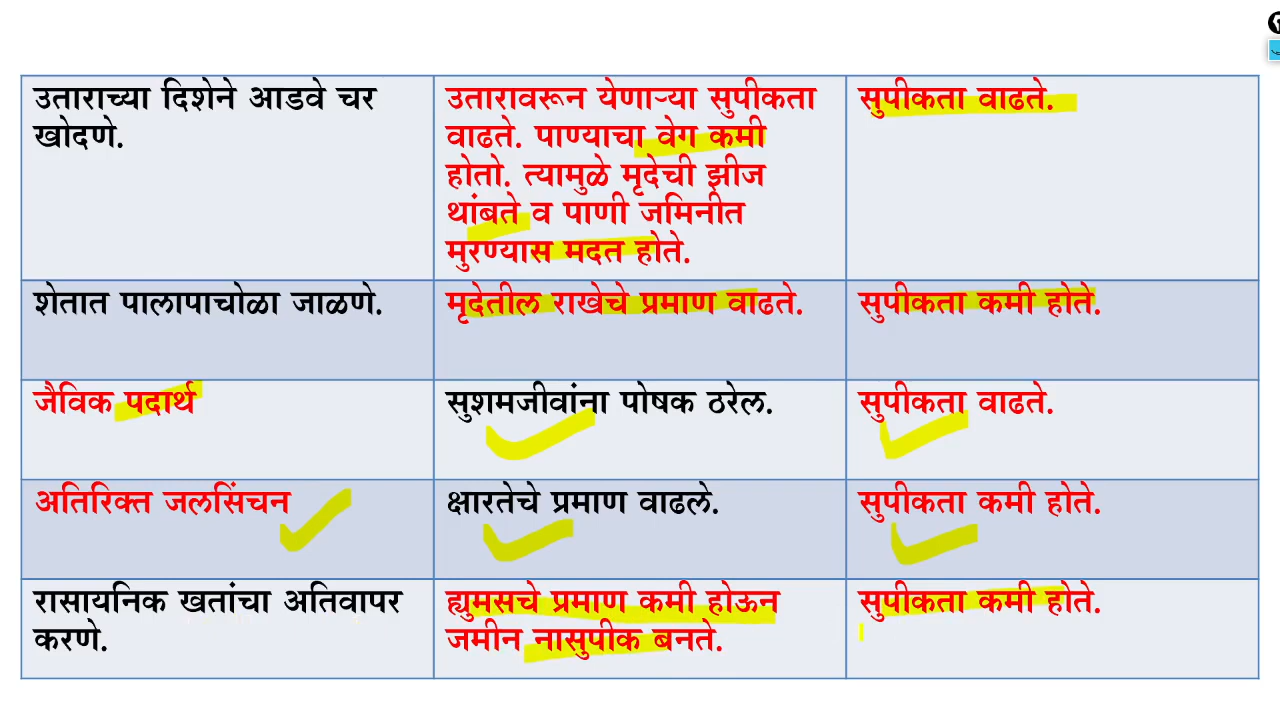 उताराच्या दिशेने आडवे चर
खोदणे.
उतारावरून येणाऱ्या सुपीकता
वाढते. पाण्याचा वेग कमी
होतो. त्यामुळे मृदेची झीज
थांबते व पाणी जमिनीत
मुरण्यास मदत होते.
सुपीकता वाढते.
शेतात पालापाचोळा जाळणे.
मृदेतील राखेचे प्रमाण वाढते.
सुपीकता कमी होते.
जैविक पदार्थ
सुशमजीवांना पोषक ठरेल.
सुपीकता वाढते.
अतिरिक्त जलसिंचन
क्षारतेचे प्रमाण वाढले.
सुपीकता कमी होते.
रासायनिक खतांचा अतिवापर
करणे.
ह्युमसचे प्रमाण कमी होऊन
जमीन नासुपीक बनते.
सुपीकता कमी होते.